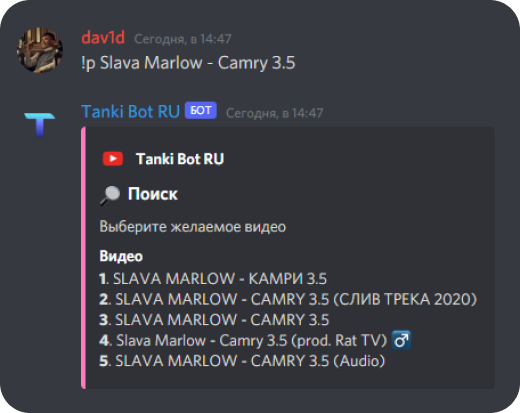 dav1d Сегодня, в 14:47
!p Slava Marlow - Camry 3.5
Tanki Bot RU БОТ Сегодня, в 14:47
Tanki Bot RU
Поиск
Выберите желаемое видео
Видео
1. SLAVA MARLOW - КАМРИ 3.5
2. SLAVA MARLOW - CAMRY 3.5 (СЛИВ ТРЕКА 2020)
3. SLAVA MARLOW - CAMRY 3.5
4. Slava Marlow - Camry 3.5 (prod. Rat TV) ♂
5. SLAVA MARLOW - CAMRY 3.5 (Audio)